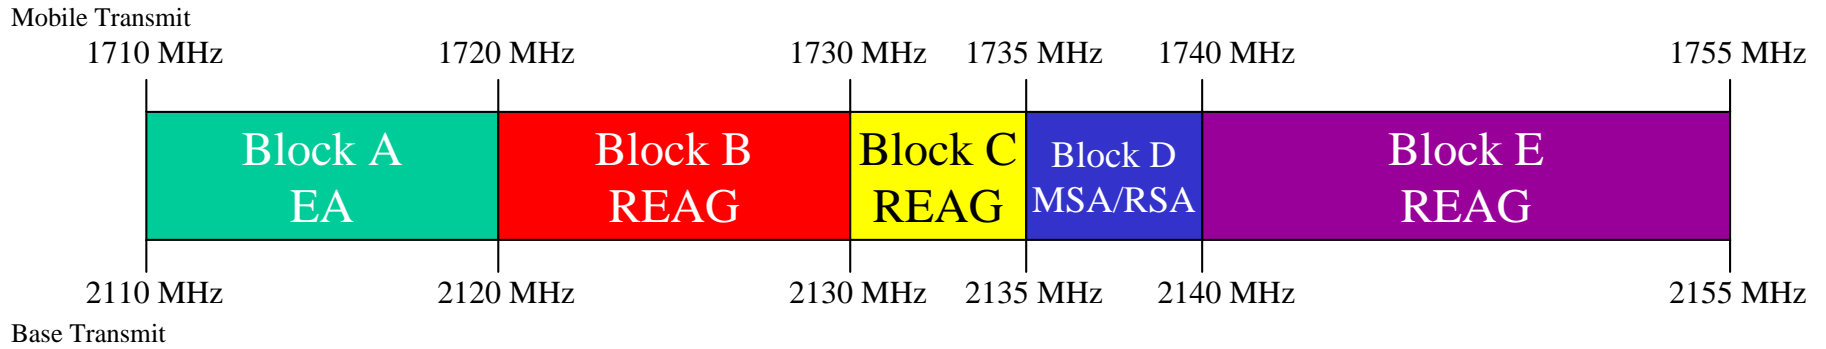 Mobile Transmit
1710 MHz 1720 MHz 1730 MHz 1735 MHz 1740 MHz 1755 MHz
Block A Block B Block C Block D Block E
EA REAG REAG MSA/RSA REAG
2110 MHz 2120 MHz 2130 MHz 2135 MHz 2140 MHz 2155 MHz
Base Transmit